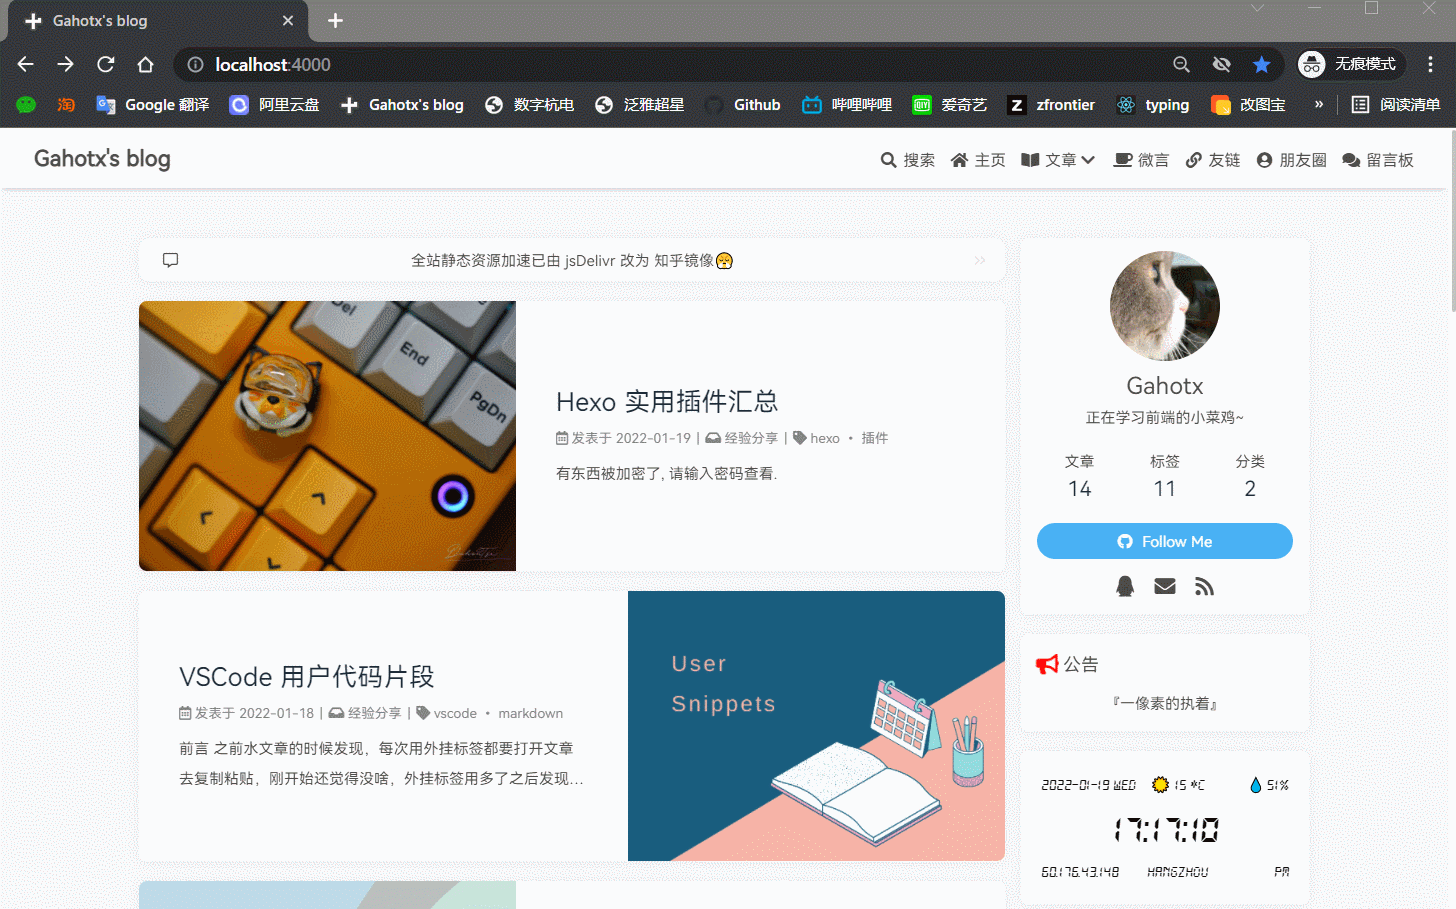 Gahotx's blog
localhost:4000
无痕模式
淘
Google 翻译
阿里云盘
Gahotx's blog
数字杭电
泛雅超星
Github
哔哩哔哩
爱奇艺
zfrontier
typing
改图宝
»
阅读清单
Gahotx's blog
搜索 主页 文章 微言 友链 朋友圈 留言板
全站静态资源加速已由 jsDelivr 改为 知乎镜像
Del
End
PgDn
Hexo 实用插件汇总
发表于 2022-01-19 | 经验分享 | hexo • 插件
有东西被加密了, 请输入密码查看.
VSCode 用户代码片段
发表于 2022-01-18 | 经验分享 | vscode • markdown
前言 之前水文章的时候发现，每次用外挂标签都要打开文章
去复制粘贴，刚开始还觉得没啥，外挂标签用多了之后发现...
User
Snippets
Gahotx
正在学习前端的小菜鸡~
文章 标签 分类
14 11 2
Follow Me
公告
『一像素的执着』
2022-01-19 WED 15 °C 51%
17:17:10
60.176.43.148 HANGZHOU PM